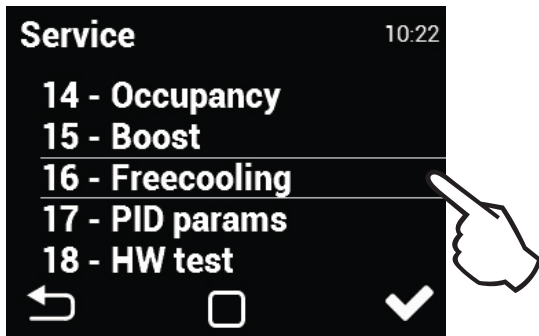 Service 10:22
14 - Occupancy
15 - Boost
16 - Freecooling
17 - PID params
18 - HW test